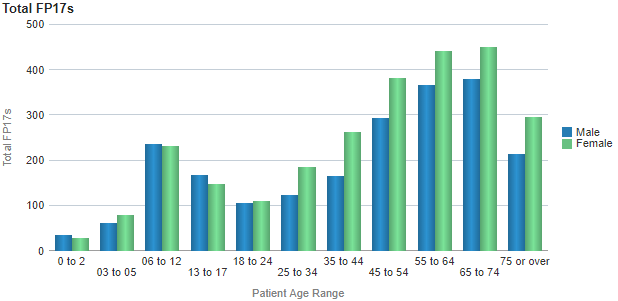 Total FP17s
500
400
300
200
100
0
Total FP17s
0 to 2
03 to 05
06 to 12
13 to 17
18 to 24
25 to 34
35 to 44
45 to 54
55 to 64
65 to 74
75 or over
Patient Age Range
Male
Female